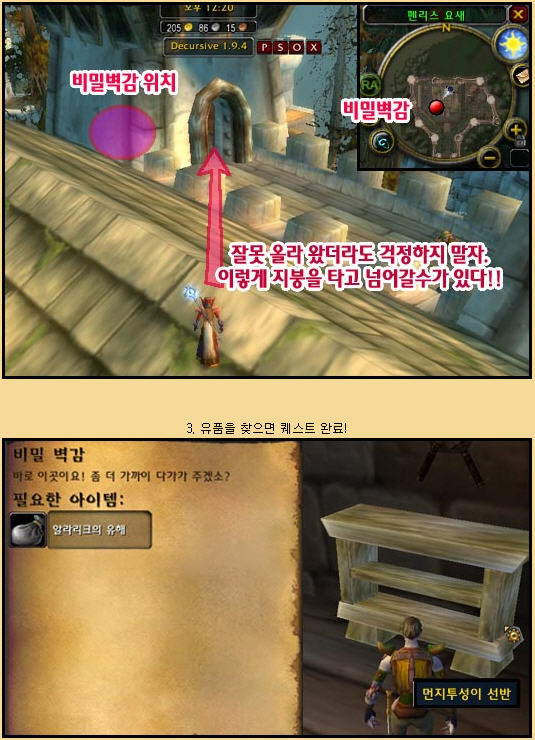 오후 12:20
205 86 15
Decursive 1.9.4 P S O X
펜리스 요새
N
RA
비밀벽감 위치
비밀벽감
잘못 올라 왔더라도 걱정하지 말자.
이렇게 지붕을 타고 넘어갈수가 있다!!
3. 유품을 찾으면 퀘스트 완료!
비밀 벽감
바로 이곳이요! 좀 더 가까이 다가가 주겠소?
필요한 아이템:
알라리크의 유해
먼지투성이 선반